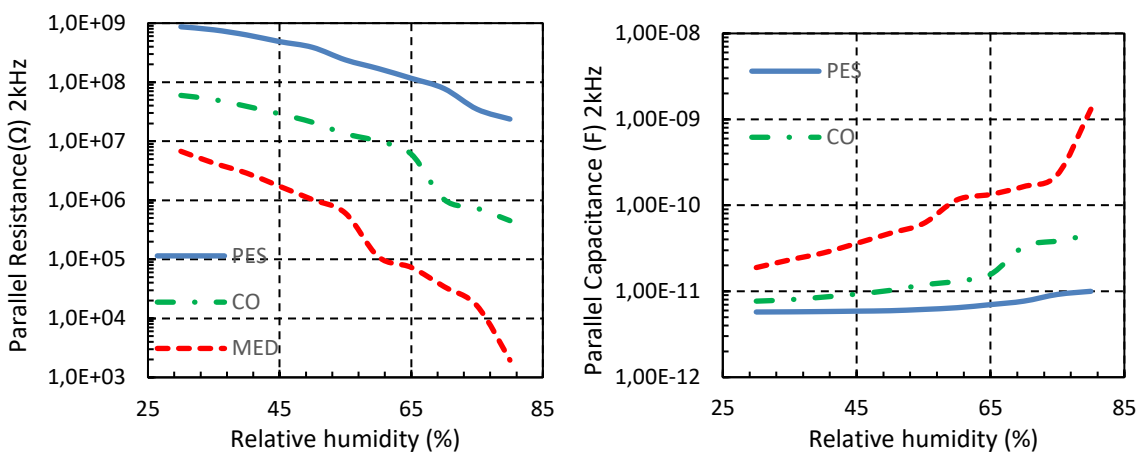 Parallel Resistance(Ω) 2kHz
1,0E+09
1,0E+08
1,0E+07
1,0E+06
1,0E+05
1,0E+04
1,0E+03
PES
CO
MED
25 45 65 85
Relative humidity (%)
Parallel Capacitance (F) 2kHz
1,00E-08
1,00E-09
1,00E-10
1,00E-11
1,00E-12
PES
CO
25 45 65 85
Relative humidity (%)